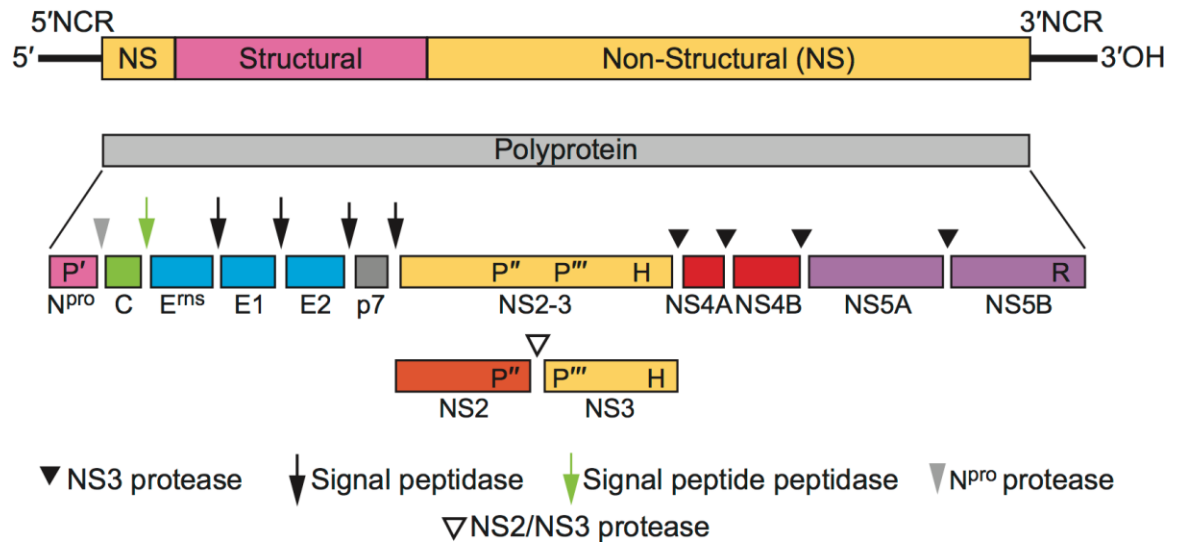 5′NCR 3′NCR
5′ NS Structural Non-Structural (NS) 3′OH
Polyprotein
P′ P″ P‴ H R
Npro C Erns E1 E2 p7 NS2-3 NS4A NS4B NS5A NS5B
P″ P‴ H
NS2 NS3
NS3 protease Signal peptidase Signal peptide peptidase Npro protease
NS2/NS3 protease